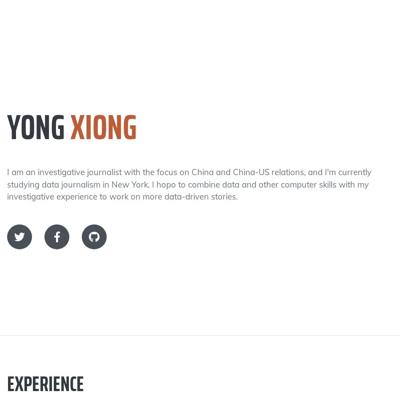 YONG XIONG
I am an investigative journalist with the focus on China and China-US relations, and I'm currently
studying data journalism in New York. I hopo to combine data and other computer skills with my
investigative experience to work on more data-driven stories.
EXPERIENCE